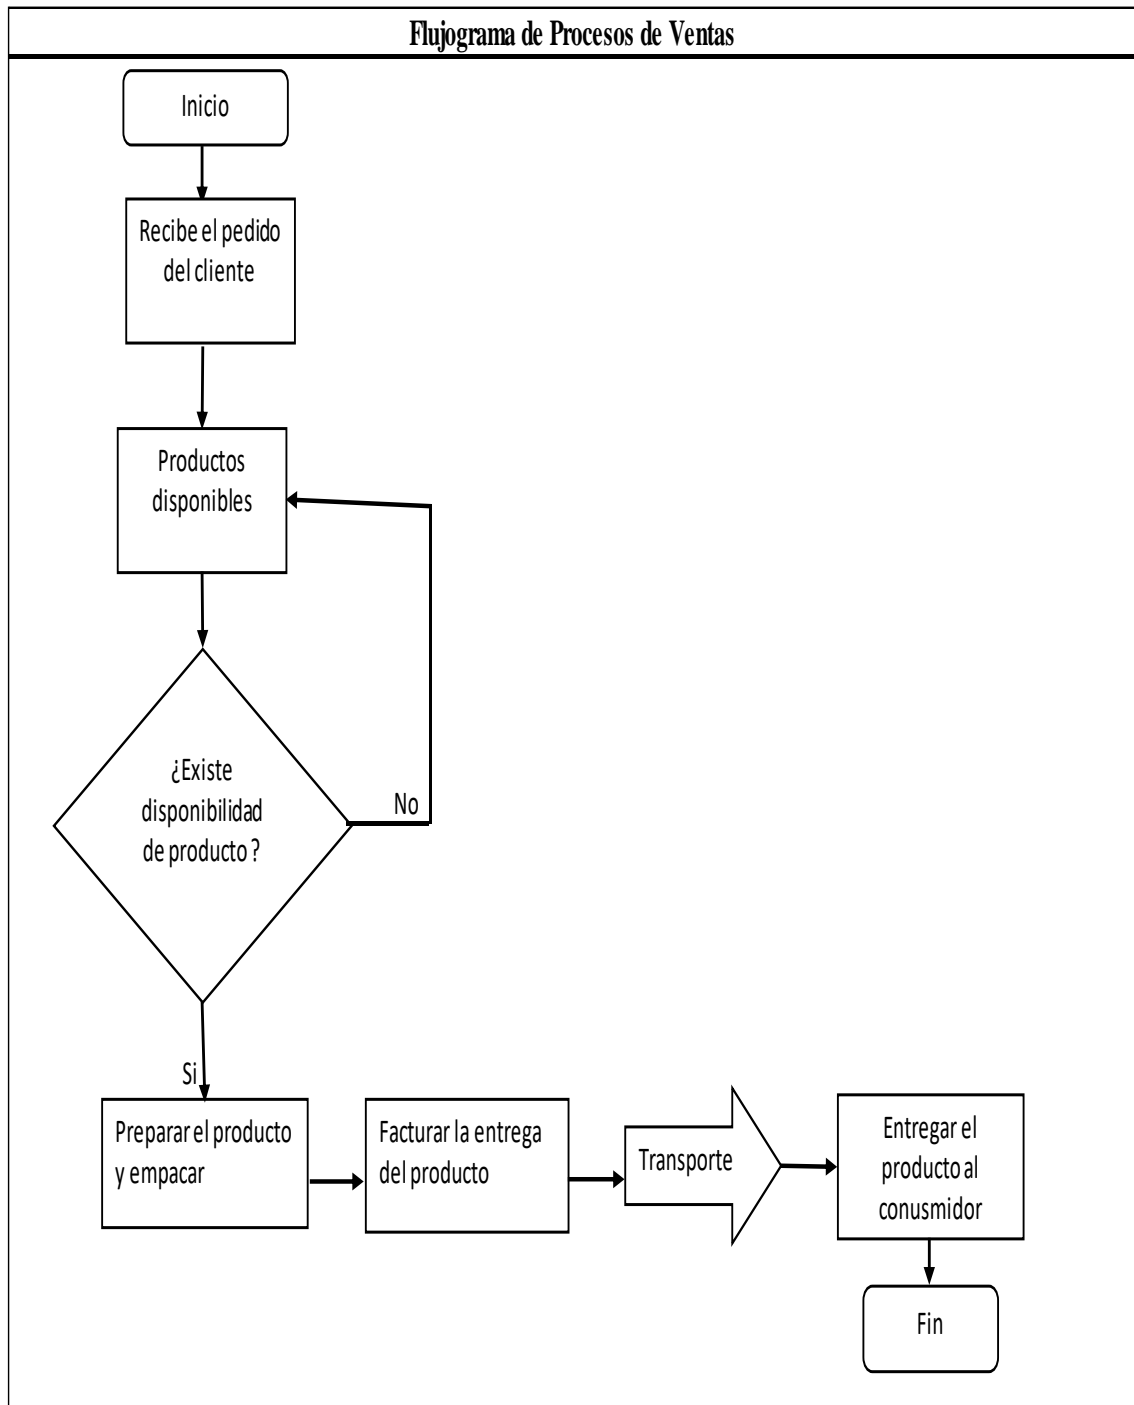 Flujograma de Procesos de Ventas
Inicio
Recibe el pedido
del cliente
Productos
disponibles
¿Existe
disponibilidad
de producto ?
No
Si
Preparar el producto
y empacar
Facturar la entrega
del producto
Transporte
Entregar el
producto al
conusmidor
Fin